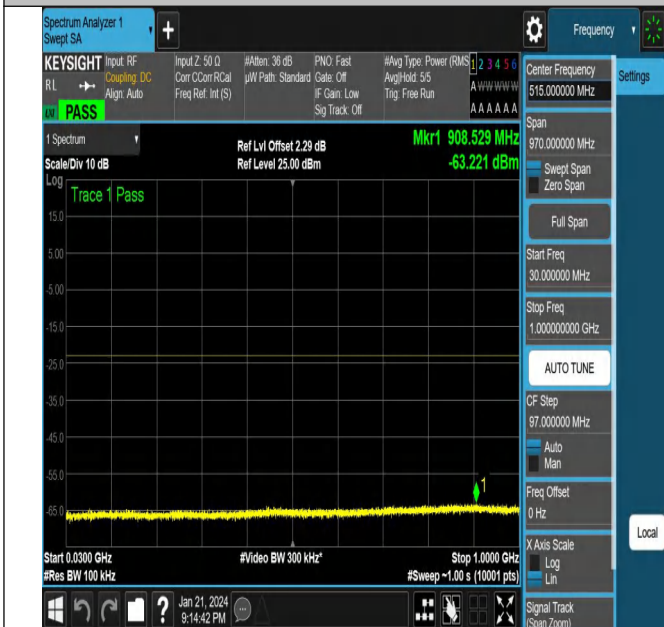 Spectrum Analyzer 1
Swept SA
+
Frequency
KEYSIGHT
RL
LXI
PASS
Input: RF
Coupling: DC
Align: Auto
Input Z: 50 Ω
Corr CCorr RCal
Freq Ref: Int (S)
#Atten: 36 dB
µW Path: Standard
PNO: Fast
Gate: Off
IF Gain: Low
Sig Track: Off
#Avg Type: Power (RMS
Avg|Hold: 5/5
Trig: Free Run
1 2 3 4 5 6
A W W W W W
A A A A A A
1 Spectrum
Scale/Div 10 dB
Ref Lvl Offset 2.29 dB
Ref Level 25.00 dBm
Mkr1 908.529 MHz
-63.221 dBm
Log
Trace 1 Pass
15.0
5.00
-5.00
-15.0
-25.0
-35.0
-45.0
-55.0
-65.0
1
Start 0.0300 GHz
#Res BW 100 kHz
#Video BW 300 kHz*
Stop 1.0000 GHz
#Sweep ~1.00 s (10001 pts)
?
Jan 21, 2024
9:14:42 PM
Center Frequency
515.000000 MHz
Span
970.000000 MHz
Swept Span
Zero Span
Full Span
Start Freq
30.000000 MHz
Stop Freq
1.000000000 GHz
AUTO TUNE
CF Step
97.000000 MHz
Auto
Man
Freq Offset
0 Hz
X Axis Scale
Log
Lin
Signal Track
(Span Zoom)
Settings
Local